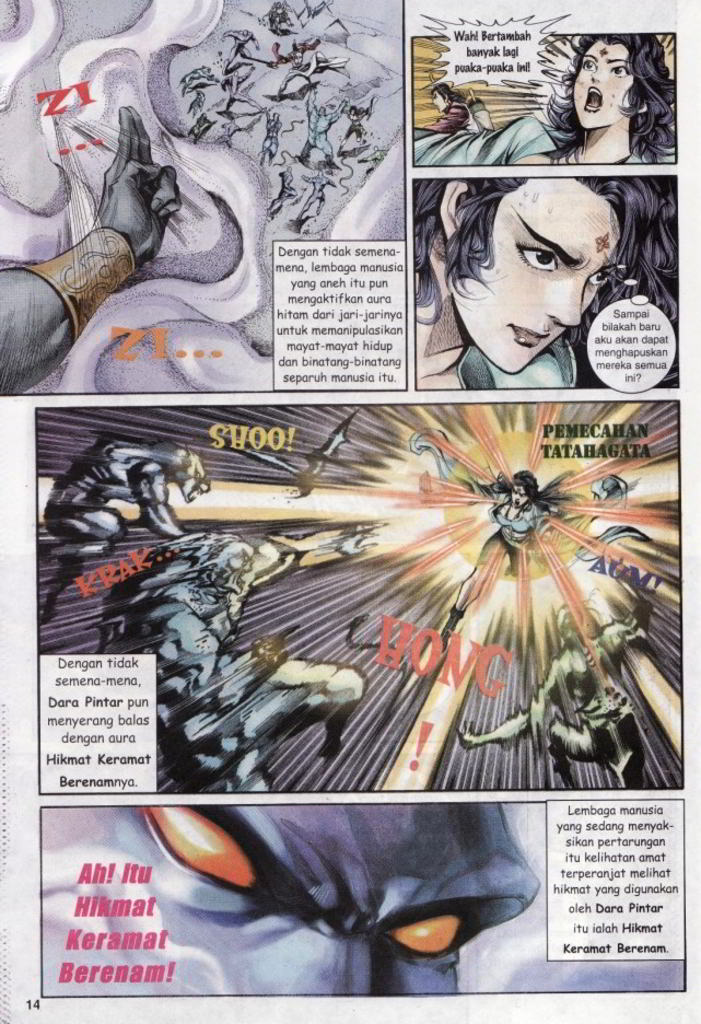 ZI
...
ZI...
Dengan tidak semena-
mena, lembaga manusia
yang aneh itu pun
mengaktifkan aura
hitam dari jari-jarinya
untuk memanipulasikan
mayat-mayat hidup
dan binatang-binatang
separuh manusia itu.
Wah! Bertambah
banyak lagi
puaka-puaka ini!
Sampai
bilakah baru
aku akan dapat
menghapuskan
mereka semua
ini?
SHOO!
PEMECAHAN
TATAHAGATA
KRAK...
AUM!
HONG
!
Dengan tidak
semena-mena,
Dara Pintar pun
menyerang balas
dengan aura
Hikmat Keramat
Berenamnya.
Ah! Itu
Hikmat
Keramat
Berenam!
Lembaga manusia
yang sedang menyak-
sikan pertarungan
itu kelihatan amat
terperanjat melihat
hikmat yang digunakan
oleh Dara Pintar
itu ialah Hikmat
Keramat Berenam.
14